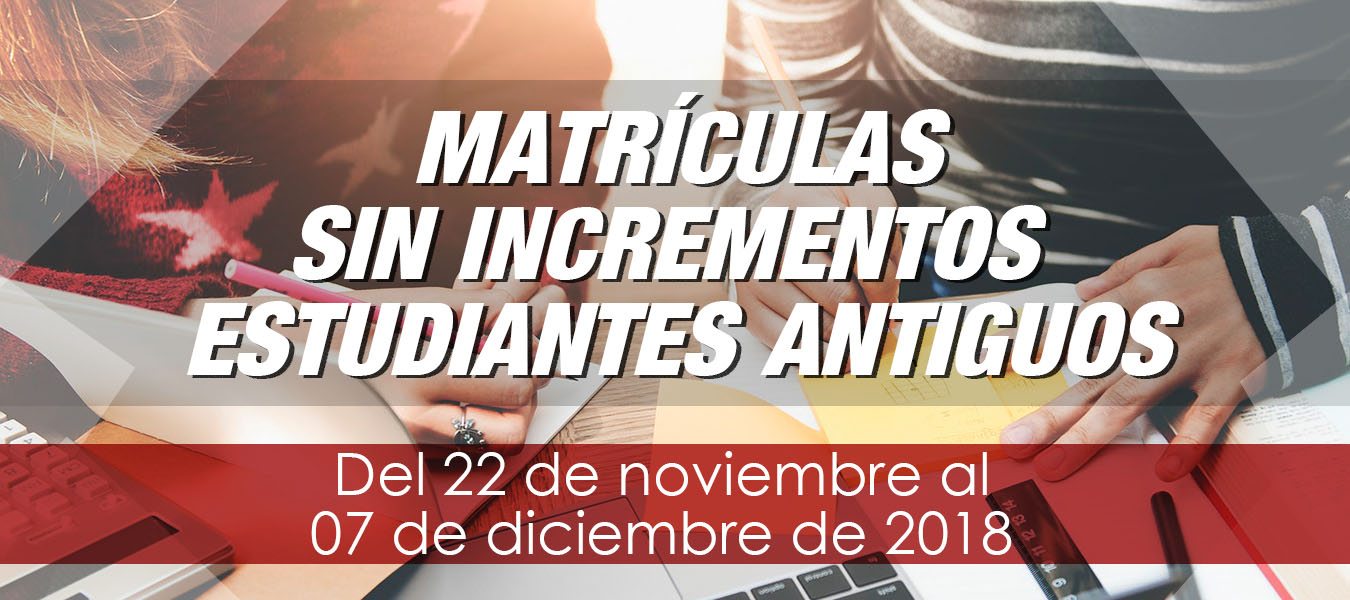 MATRÍCULAS
SIN INCREMENTOS
ESTUDIANTES ANTIGUOS
Del 22 de noviembre al
07 de diciembre de 2018